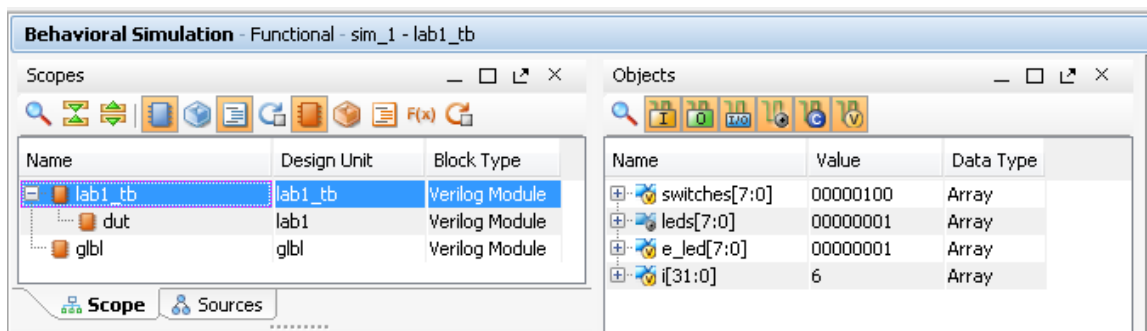 Behavioral Simulation - Functional - sim_1 - lab1_tb
Scopes
F(x)
Name Design Unit Block Type
lab1_tb lab1_tb Verilog Module
dut lab1 Verilog Module
glbl glbl Verilog Module
Scope Sources
Objects
I O I/O C V
Name Value Data Type
switches[7:0] 00000100 Array
leds[7:0] 00000001 Array
e_led[7:0] 00000001 Array
i[31:0] 6 Array